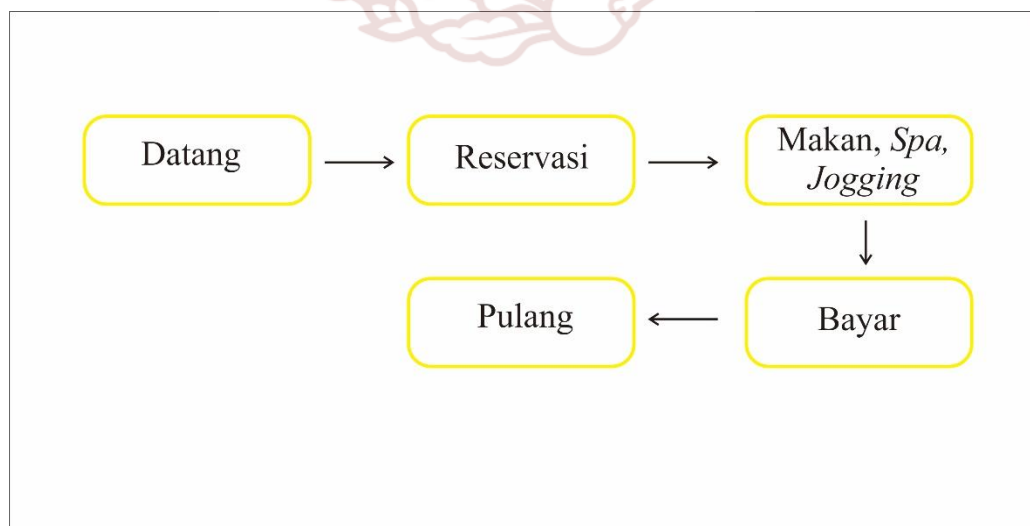 Datang
Reservasi
Makan, Spa,
Jogging
Bayar
Pulang